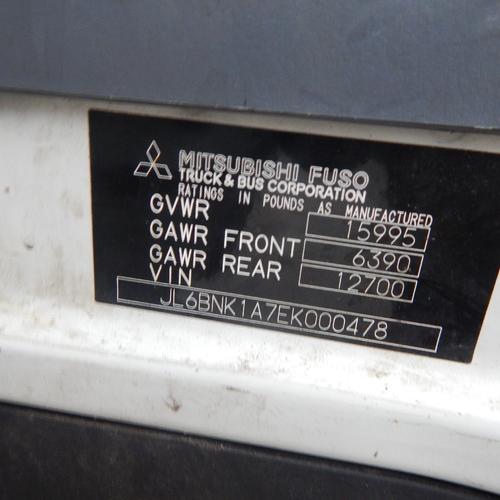 MITSUBISHI FUSO
TRUCK & BUS CORPORATION
RATINGS IN POUNDS AS MANUFACTURED
GVWR 15995
GAWR FRONT 6390
GAWR REAR 12700
VIN
JL6BNK1A7EK000478